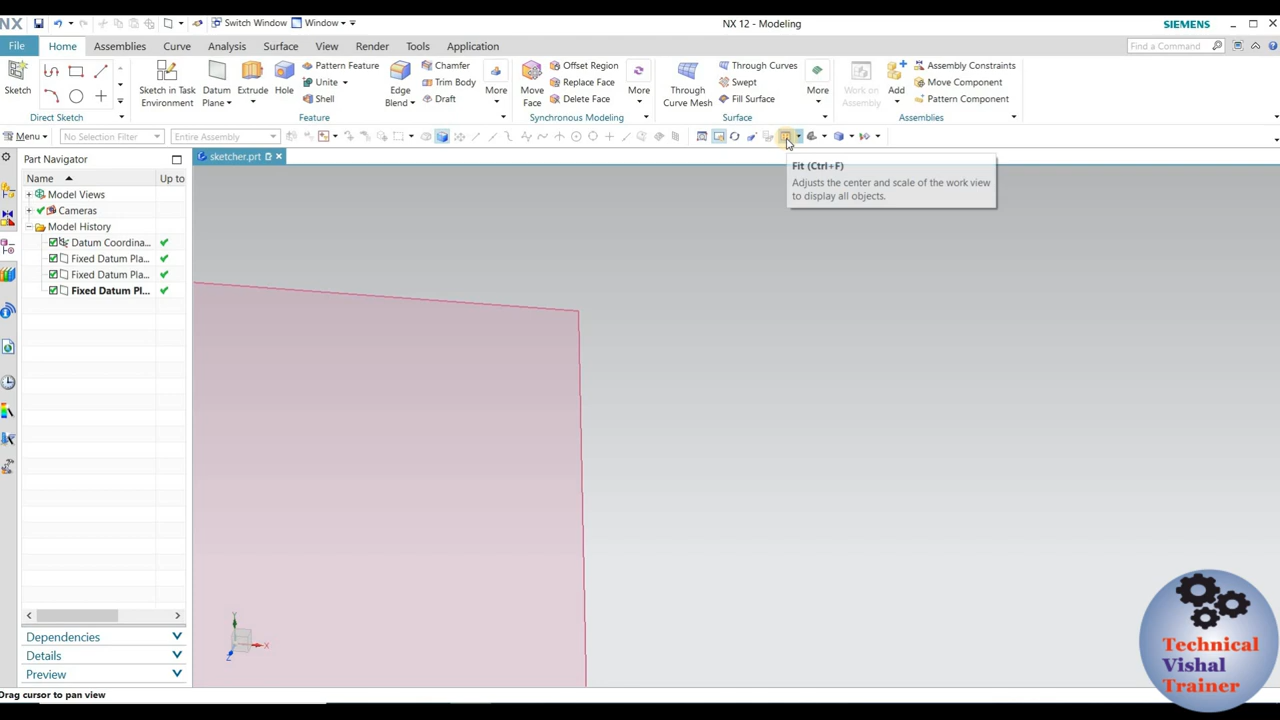 NX
Switch Window
Window
NX 12 - Modeling
SIEMENS
File
Home
Assemblies
Curve
Analysis
Surface
View
Render
Tools
Application
Find a Command
Sketch
Direct Sketch
Sketch in Task
Environment
Datum
Plane
Extrude
Hole
Pattern Feature
Unite
Shell
Edge
Blend
Chamfer
Trim Body
Draft
More
Feature
Move
Face
Offset Region
Replace Face
Delete Face
More
Synchronous Modeling
Through
Curve Mesh
Through Curves
Swept
Fill Surface
More
Surface
Work on
Assembly
Add
Assembly Constraints
Move Component
Pattern Component
Assemblies
Menu
No Selection Filter
Entire Assembly
Part Navigator
sketcher.prt
Fit (Ctrl+F)
Adjusts the center and scale of the work view
to display all objects.
Name
Up to
Model Views
Cameras
Model History
Datum Coordina...
Fixed Datum Pla...
Fixed Datum Pla...
Fixed Datum Pl...
Dependencies
Details
Preview
Y
X
Z
Drag cursor to pan view
Technical
Vishal
Trainer